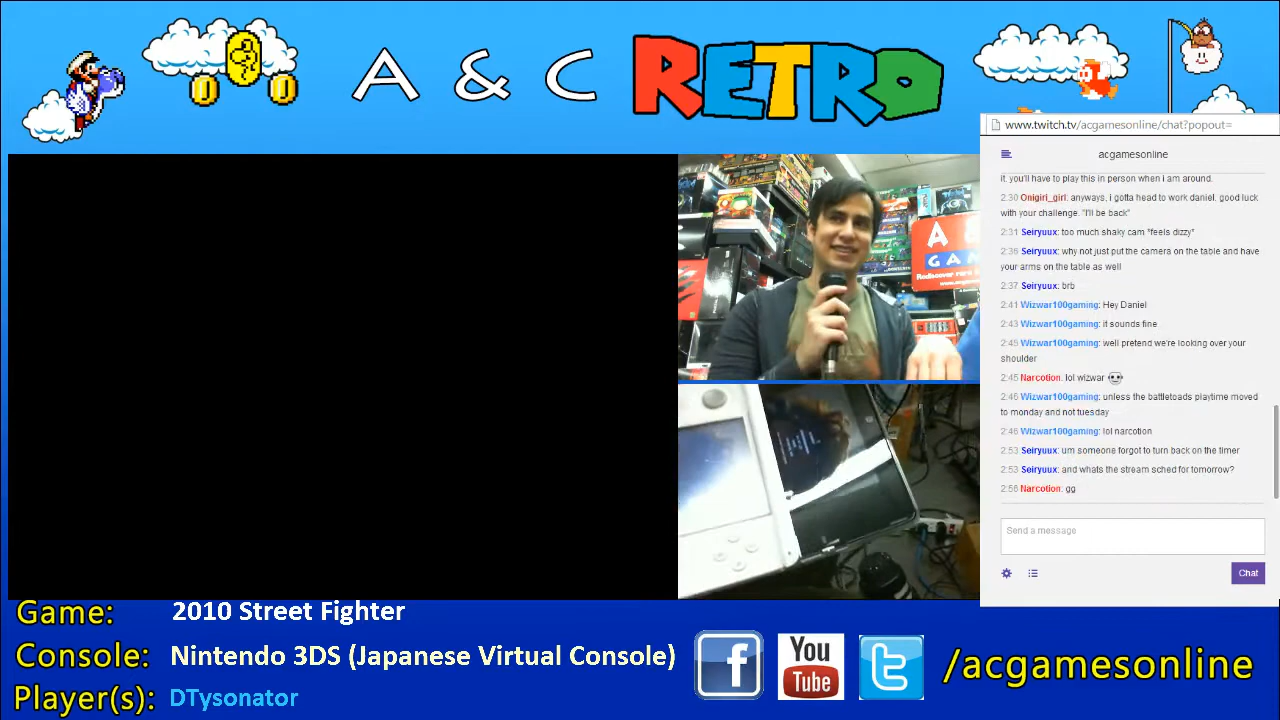 A & C RETRO
www.twitch.tv/acgamesonline/chat?popout=
acgamesonline
it. you'll have to play this in person when i am around.
2:30 Onigiri_girl: anyways, i gotta head to work daniel, good luck
with your challenge. "I'll be back"
2:31 Seiryuux: too much shaky cam *feels dizzy*
2:36 Seiryuux: why not just put the camera on the table and have
your arms on the table as well
2:37 Seiryuux: brb
2:41 Wizwar100gaming: Hey Daniel
2:43 Wizwar100gaming: it sounds fine
2:45 Wizwar100gaming: well pretend we're looking over your
shoulder
2:45 Narcotion: lol wizwar
2:46 Wizwar100gaming: unless the battletoads playtime moved
to monday and not tuesday
2:46 Wizwar100gaming: lol narcotion
2:53 Seiryuux: um someone forgot to turn back on the timer
2:53 Seiryuux: and whats the stream sched for tomorrow?
2:56 Narcotion: gg
Send a message
Chat
A
GAM
Game: 2010 Street Fighter
Console: Nintendo 3DS (Japanese Virtual Console)
Player(s): DTysonator
f
You
Tube
t
/acgamesonline